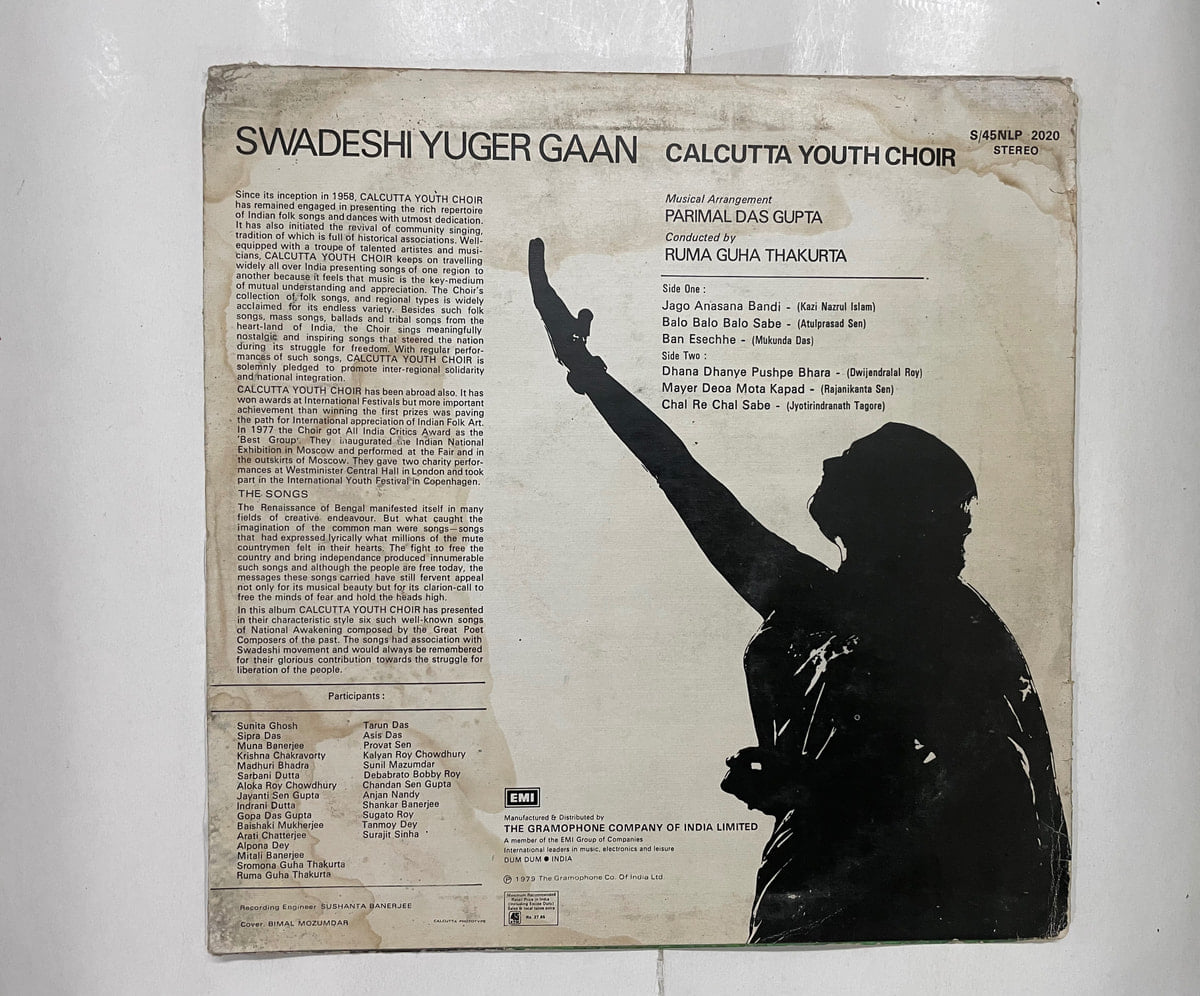 SWADESHI YUGER GAAN
CALCUTTA YOUTH CHOIR
S/45NLP 2020
STEREO
Since its inception in 1958, CALCUTTA YOUTH CHOIR
has remained engaged in presenting the rich repertoire
of Indian folk songs and dances with utmost dedication.
It has also initiated the revival of community singing,
tradition of which is full of historical associations. Well-
equipped with a troupe of talented artistes and musi-
cians, CALCUTTA YOUTH CHOIR keeps on travelling
widely all over India presenting songs of one region to
another because it feels that music is the key-medium
of mutual understanding and appreciation. The Choir's
collection of folk songs, and regional types is widely
acclaimed for its endless variety. Besides such folk
songs, mass songs, ballads and tribal songs from the
heart-land of India, the Choir sings meaningfully
nostalgic and inspiring songs that steered the nation
during its struggle for freedom. With regular perfor-
mances of such songs, CALCUTTA YOUTH CHOIR is
solemnly pledged to promote inter-regional solidarity
and national integration.
CALCUTTA YOUTH CHOIR has been abroad also. It has
won awards at International Festivals but more important
achievement than winning the first prizes was paving
the path for International appreciation of Indian Folk Art.
In 1977 the Choir got All India Critics Award as the
'Best Group'. They inaugurated the Indian National
Exhibition in Moscow and performed at the Fair and in
the outskirts of Moscow. They gave two charity perfor-
mances at Westminister Central Hall in London and took
part in the International Youth Festival in Copenhagen.
THE SONGS
The Renaissance of Bengal manifested itself in many
fields of creative endeavour. But what caught the
imagination of the common man were songs—songs
that had expressed lyrically what millions of the mute
countrymen felt in their hearts. The fight to free the
country and bring independence produced innumerable
such songs and although the people are free today, the
messages these songs carried have still fervent appeal
not only for its musical beauty but for its clarion-call to
free the minds of fear and hold the heads high.
In this album CALCUTTA YOUTH CHOIR has presented
in their characteristic style six such well-known songs
of National Awakening composed by the Great Poet
Composers of the past. The songs had association with
Swadeshi movement and would always be remembered
for their glorious contribution towards the struggle for
liberation of the people.
Participants :
Sunita Ghosh
Sipra Das
Muna Banerjee
Krishna Chakravorty
Madhuri Bhadra
Sarbani Dutta
Aloka Roy Chowdhury
Jayanti Sen Gupta
Indrani Dutta
Gopa Das Gupta
Baishaki Mukherjee
Arati Chatterjee
Alpona Dey
Mitali Banerjee
Sromona Guha Thakurta
Ruma Guha Thakurta
Tarun Das
Asis Das
Provat Sen
Kalyan Roy Chowdhury
Sunil Mazumdar
Debabrato Bobby Roy
Chandan Sen Gupta
Anjan Nandy
Shankar Banerjee
Sugato Roy
Tanmoy Dey
Surajit Sinha
Recording Engineer SUSHANTA BANERJEE
Cover. BIMAL MOZUMDAR
CALCUTTA PHOTOTYPE
Musical Arrangement
PARIMAL DAS GUPTA
Conducted by
RUMA GUHA THAKURTA
Side One :
Jago Anasana Bandi - (Kazi Nazrul Islam)
Balo Balo Balo Sabe - (Atulprasad Sen)
Ban Esechhe - (Mukunda Das)
Side Two :
Dhana Dhanye Pushpe Bhara - (Dwijendralal Roy)
Mayer Deoa Mota Kapad - (Rajanikanta Sen)
Chal Re Chal Sabe - (Jyotirindranath Tagore)
EMI
Manufactured & Distributed by
THE GRAMOPHONE COMPANY OF INDIA LIMITED
A member of the EMI Group of Companies
International leaders in music, electronics and leisure
DUM DUM ● INDIA
℗ 1979 The Gramophone Co. Of India Ltd.
Maximum Recommended
Retail Price in India
(Including Excise Duty)
Sales & local taxes extra
45
Rs. 27.65